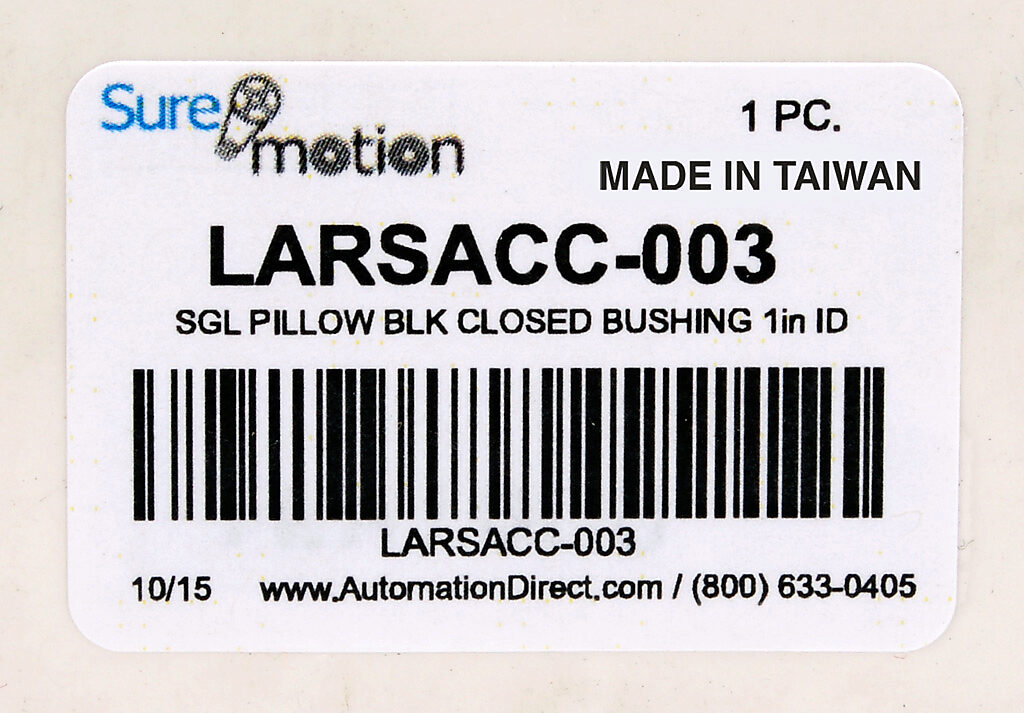 Sure motion
1 PC.
MADE IN TAIWAN
LARSACC-003
SGL PILLOW BLK CLOSED BUSHING 1in ID
LARSACC-003
10/15 www.AutomationDirect.com / (800) 633-0405